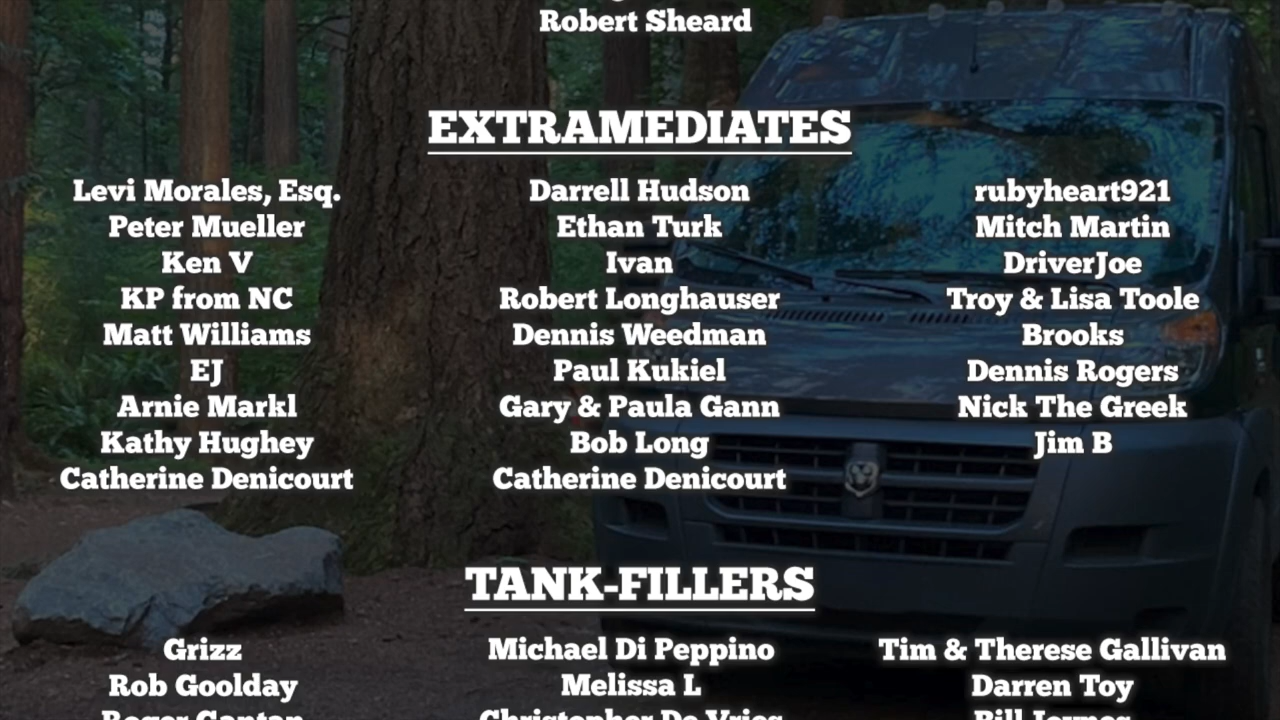 Robert Sheard
EXTRAMEDIATES
Levi Morales, Esq.
Peter Mueller
Ken V
KP from NC
Matt Williams
EJ
Arnie Markl
Kathy Hughey
Catherine Denicourt
Darrell Hudson
Ethan Turk
Ivan
Robert Longhauser
Dennis Weedman
Paul Kukiel
Gary & Paula Gann
Bob Long
Catherine Denicourt
rubyheart921
Mitch Martin
DriverJoe
Troy & Lisa Toole
Brooks
Dennis Rogers
Nick The Greek
Jim B
TANK-FILLERS
Grizz
Rob Goolday
Michael Di Peppino
Melissa L
Christopher De Vries
Tim & Therese Gallivan
Darren Toy